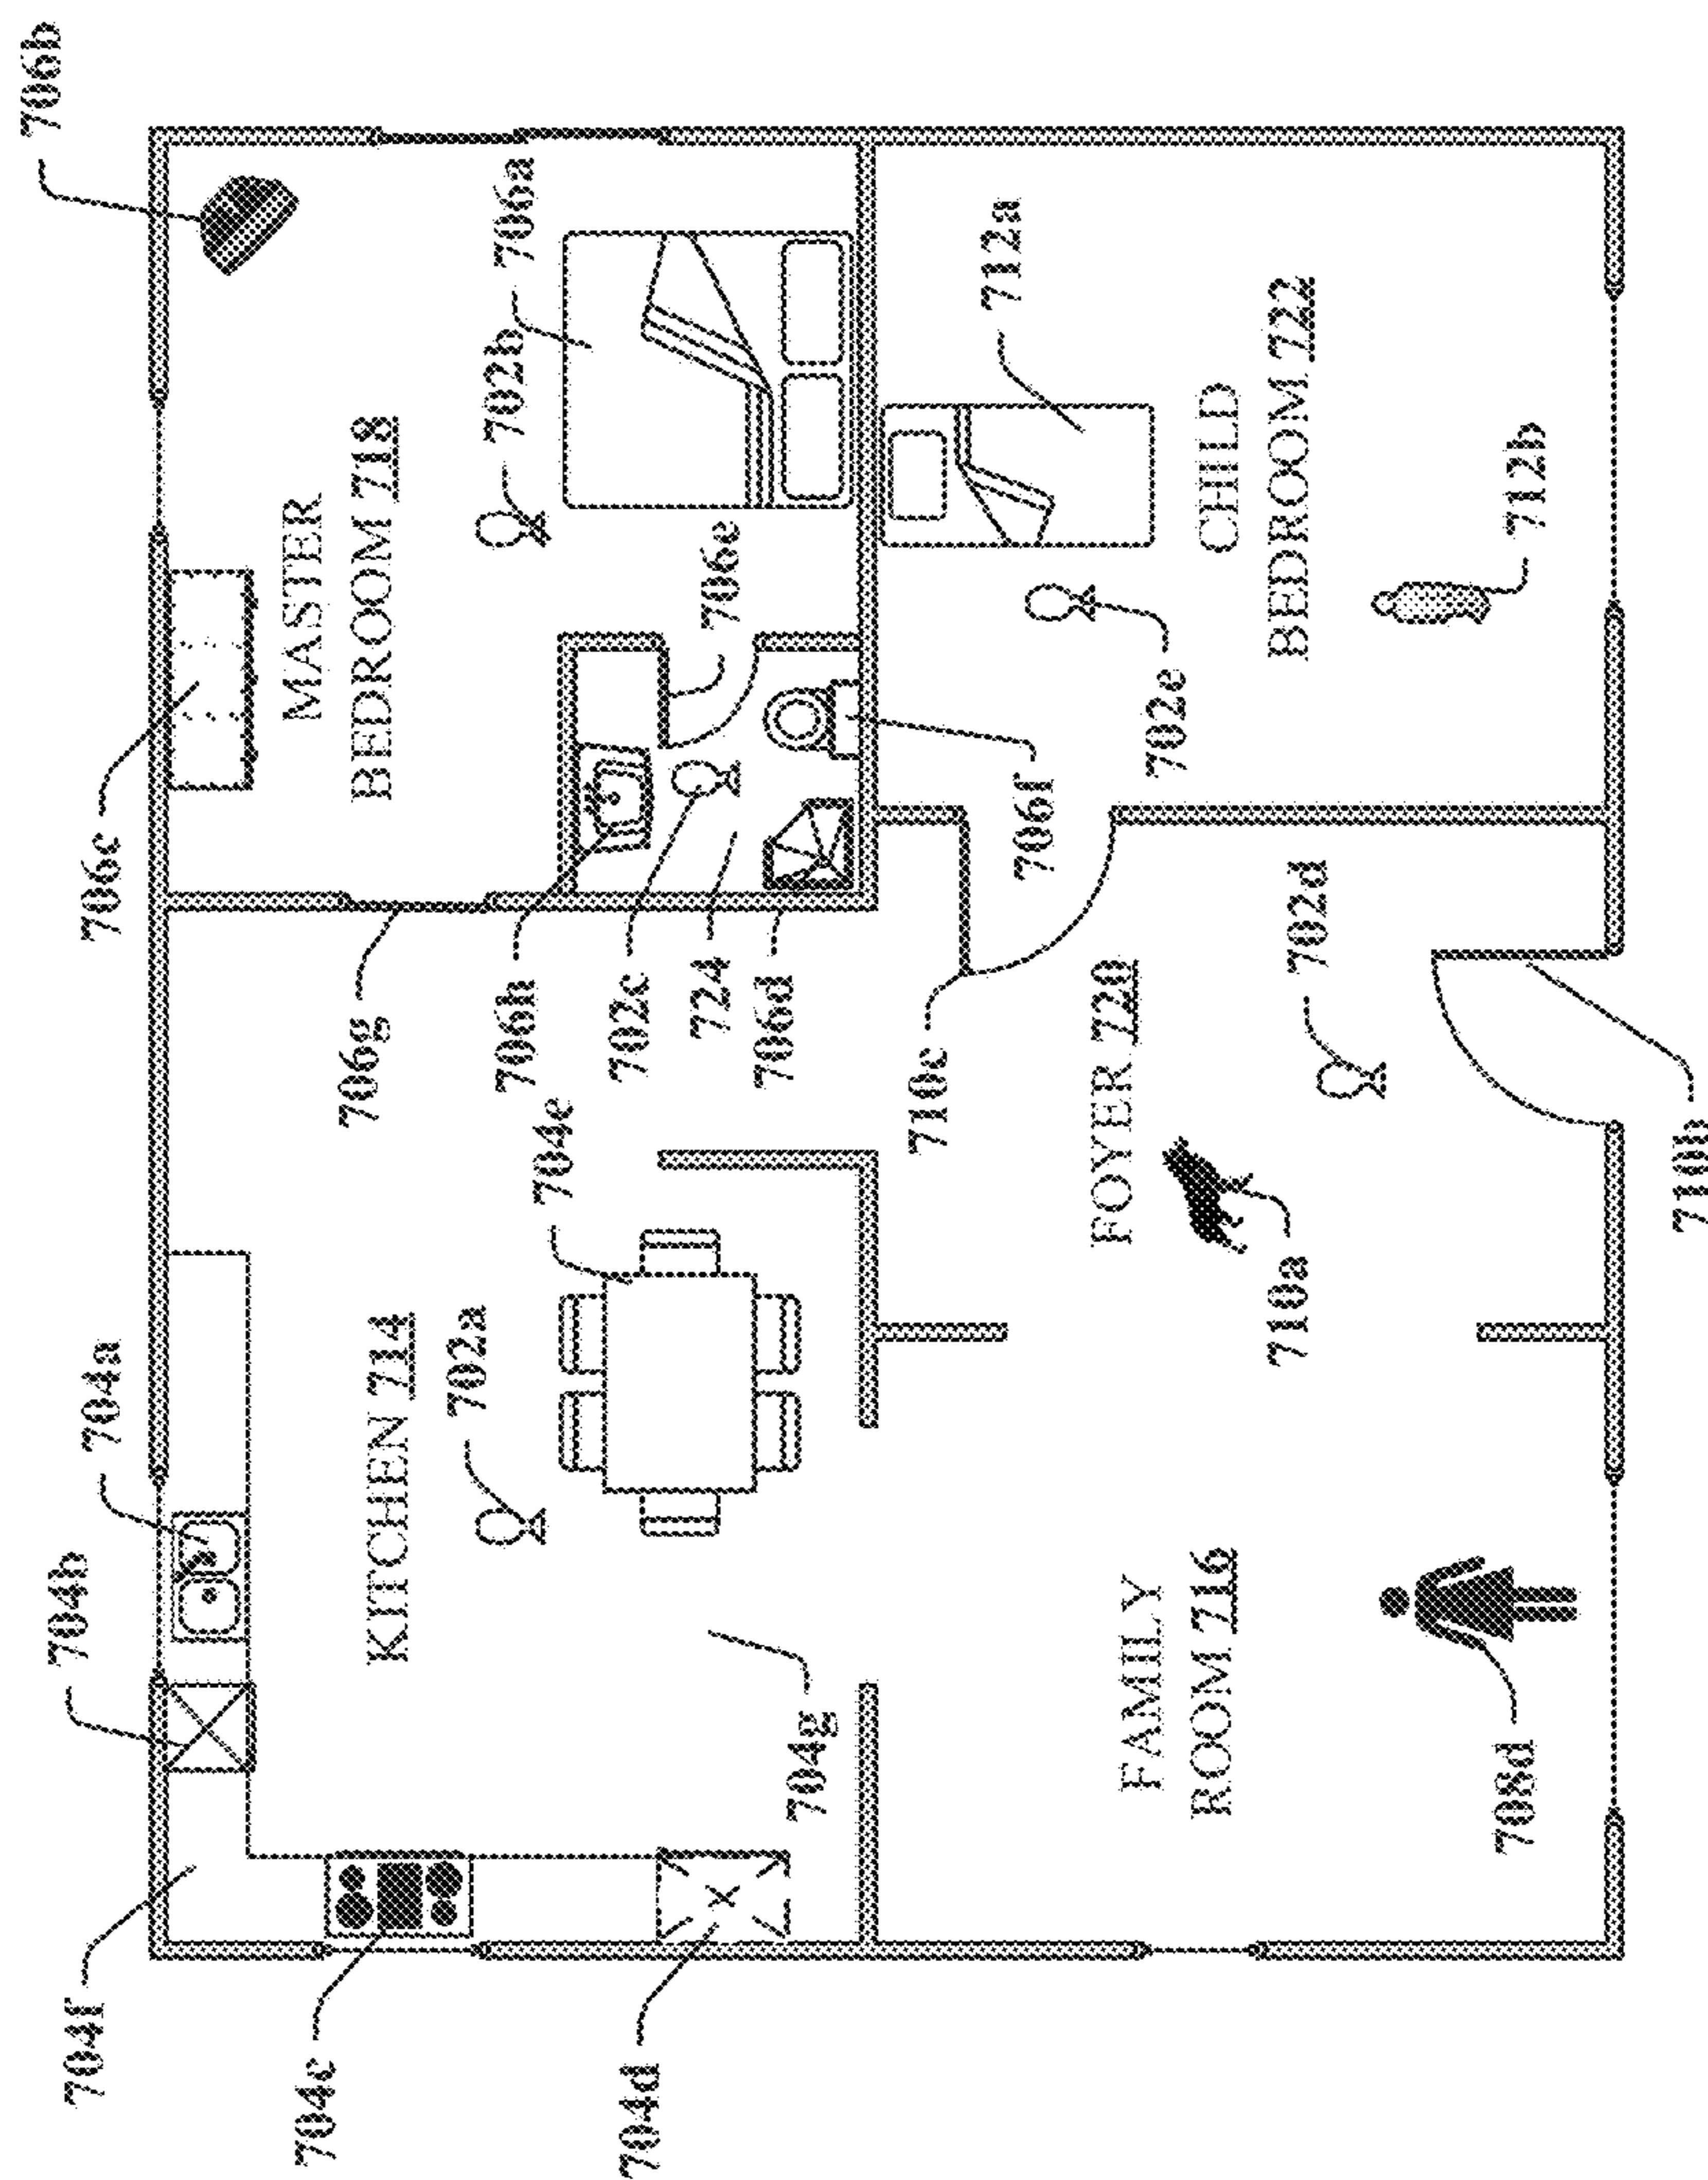 704f
704b
704a
706c
706b
704c
KITCHEN 714
706g
MASTER
BEDROOM 718
702a
702b
706a
704d
704e
706h
706e
702c
724
704g
706d
710c
706f
712a
FAMILY
ROOM 716
FOYER 720
702e
CHILD
BEDROOM 722
710a
702d
708d
712b
710b